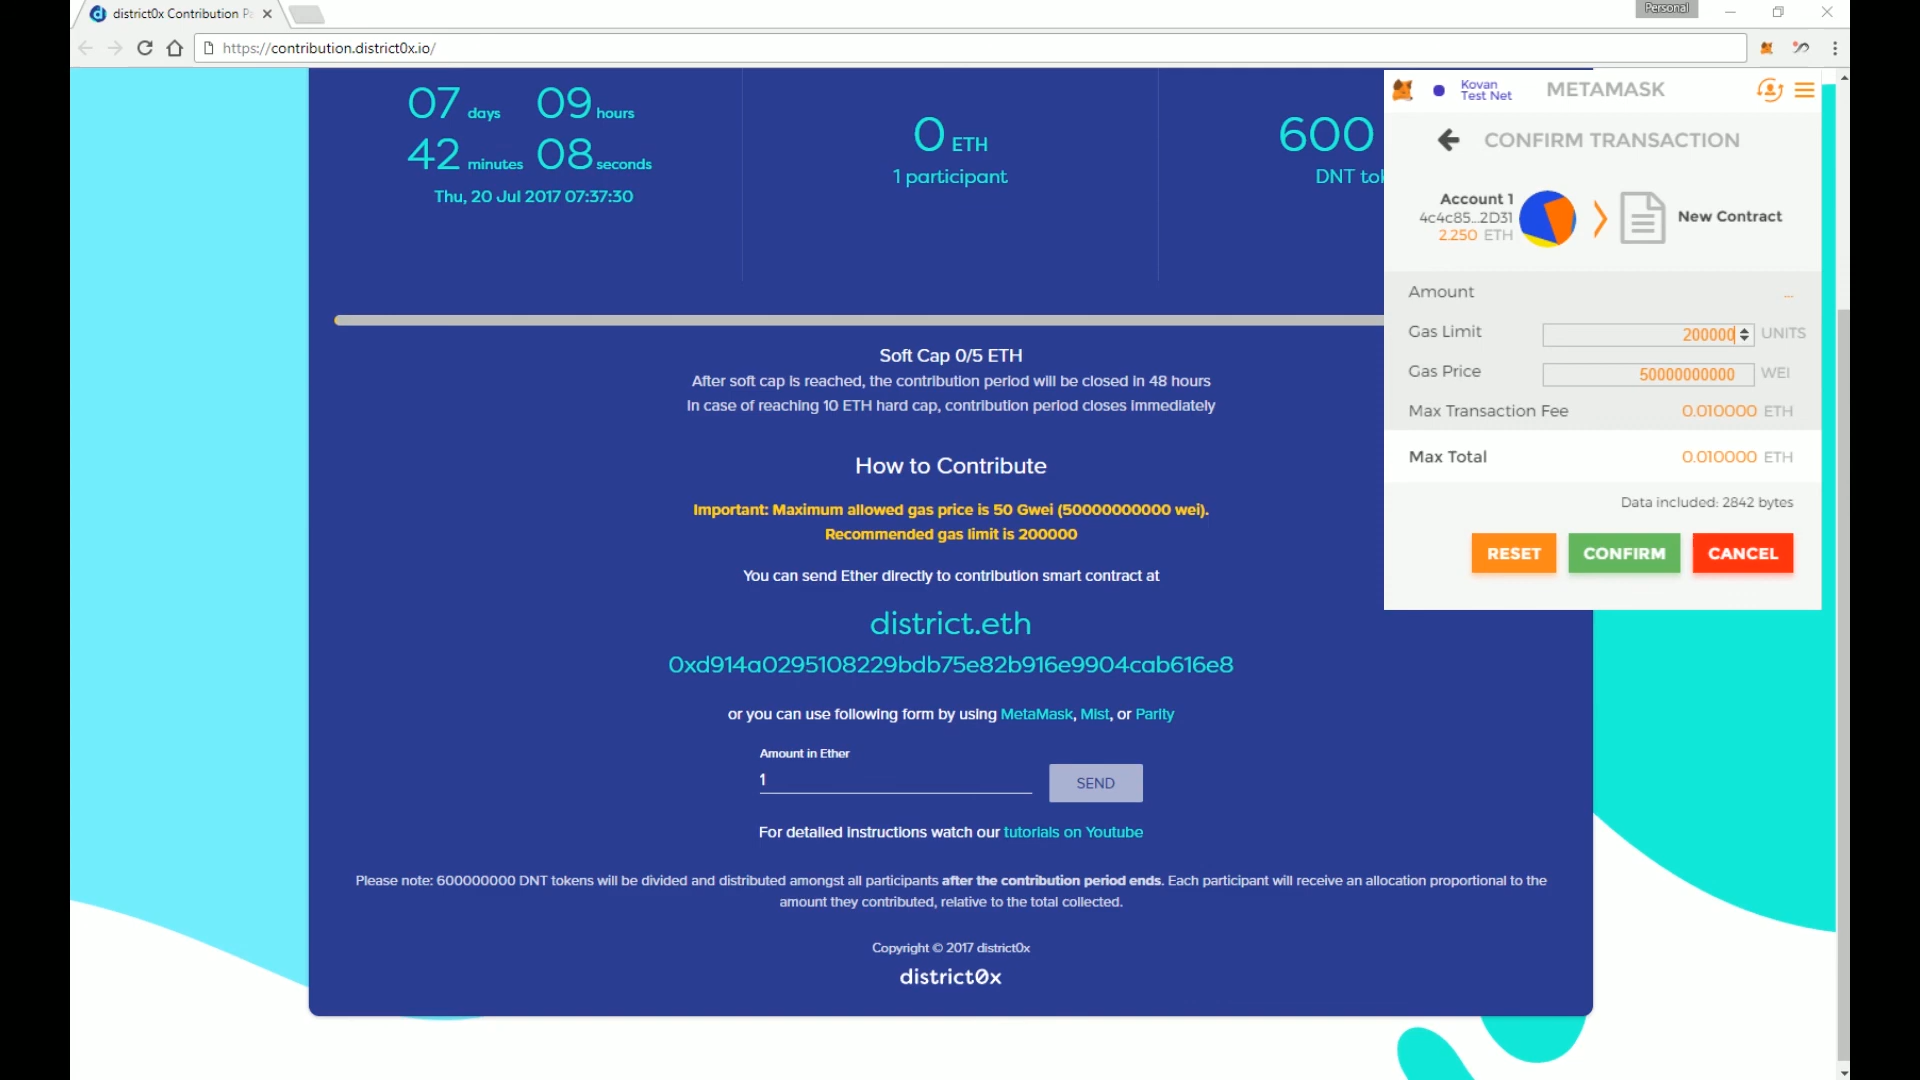 district0x Contribution P
Personal
https://contribution.district0x.io/
07 days 09 hours
42 minutes 08 seconds
Thu, 20 Jul 2017 07:37:30
0 ETH
1 participant
600
DNT
Kovan
Test Net
METAMASK
CONFIRM TRANSACTION
Account 1
4c4c85...2D31
2.250 ETH
New Contract
Amount ...
Gas Limit 200000 UNITS
Gas Price 50000000000 WEI
Max Transaction Fee 0.010000 ETH
Max Total 0.010000 ETH
Data included: 2842 bytes
RESET CONFIRM CANCEL
Soft Cap 0/5 ETH
After soft cap is reached, the contribution period will be closed in 48 hours
In case of reaching 10 ETH hard cap, contribution period closes immediately
How to Contribute
Important: Maximum allowed gas price is 50 Gwei (50000000000 wei).
Recommended gas limit is 200000
You can send Ether directly to contribution smart contract at
district.eth
0xd914a0295108229bdb75e82b916e9904cab616e8
or you can use following form by using MetaMask, Mist, or Parity
Amount in Ether
1
SEND
For detailed instructions watch our tutorials on Youtube
Please note: 600000000 DNT tokens will be divided and distributed amongst all participants after the contribution period ends. Each participant will receive an allocation proportional to the
amount they contributed, relative to the total collected.
Copyright © 2017 district0x
district0x